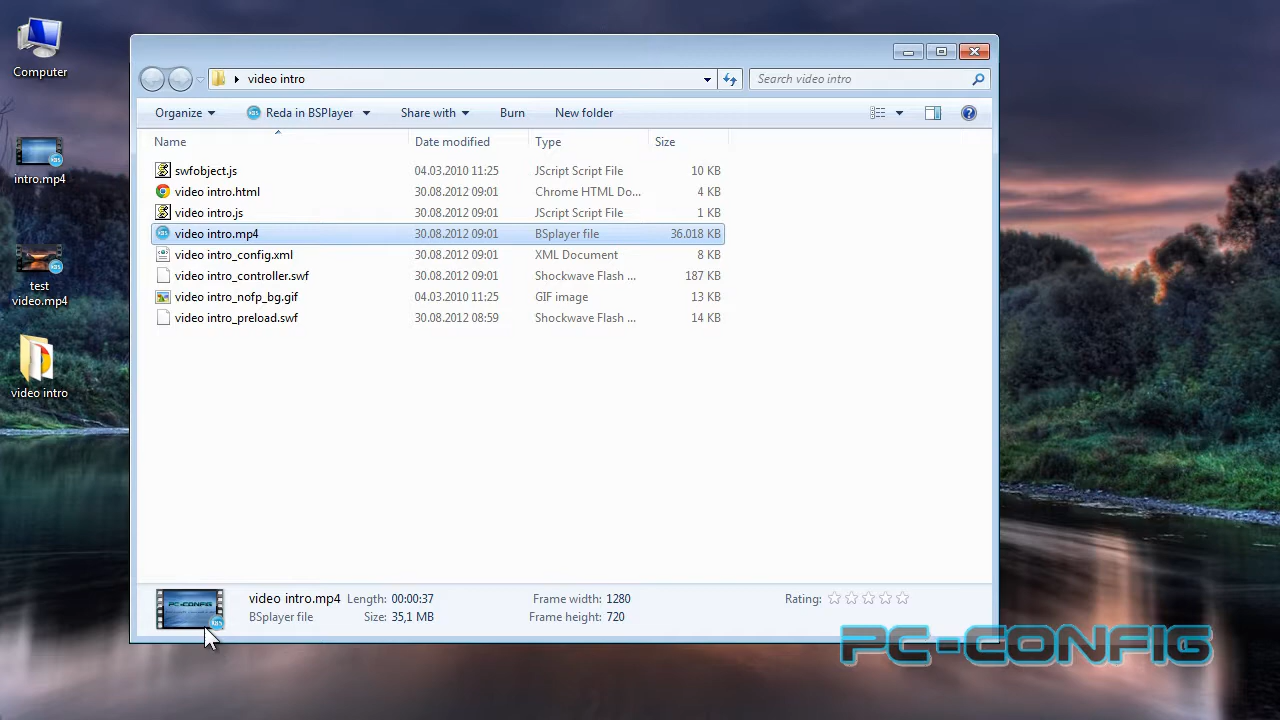 Computer
intro.mp4
test
video.mp4
video intro
video intro
Search video intro
Organize
Reda in BSPlayer
Share with
Burn
New folder
Name Date modified Type Size
swfobject.js 04.03.2010 11:25 JScript Script File 10 KB
video intro.html 30.08.2012 09:01 Chrome HTML Do... 4 KB
video intro.js 30.08.2012 09:01 JScript Script File 1 KB
video intro.mp4 30.08.2012 09:01 BSplayer file 36.018 KB
video intro_config.xml 30.08.2012 09:01 XML Document 8 KB
video intro_controller.swf 30.08.2012 09:01 Shockwave Flash ... 187 KB
video intro_nofp_bg.gif 04.03.2010 11:25 GIF image 13 KB
video intro_preload.swf 30.08.2012 08:59 Shockwave Flash ... 14 KB
PC-CONFIG
video intro.mp4 Length: 00:00:37 Frame width: 1280 Rating:
BSplayer file Size: 35,1 MB Frame height: 720
PC-CONFIG